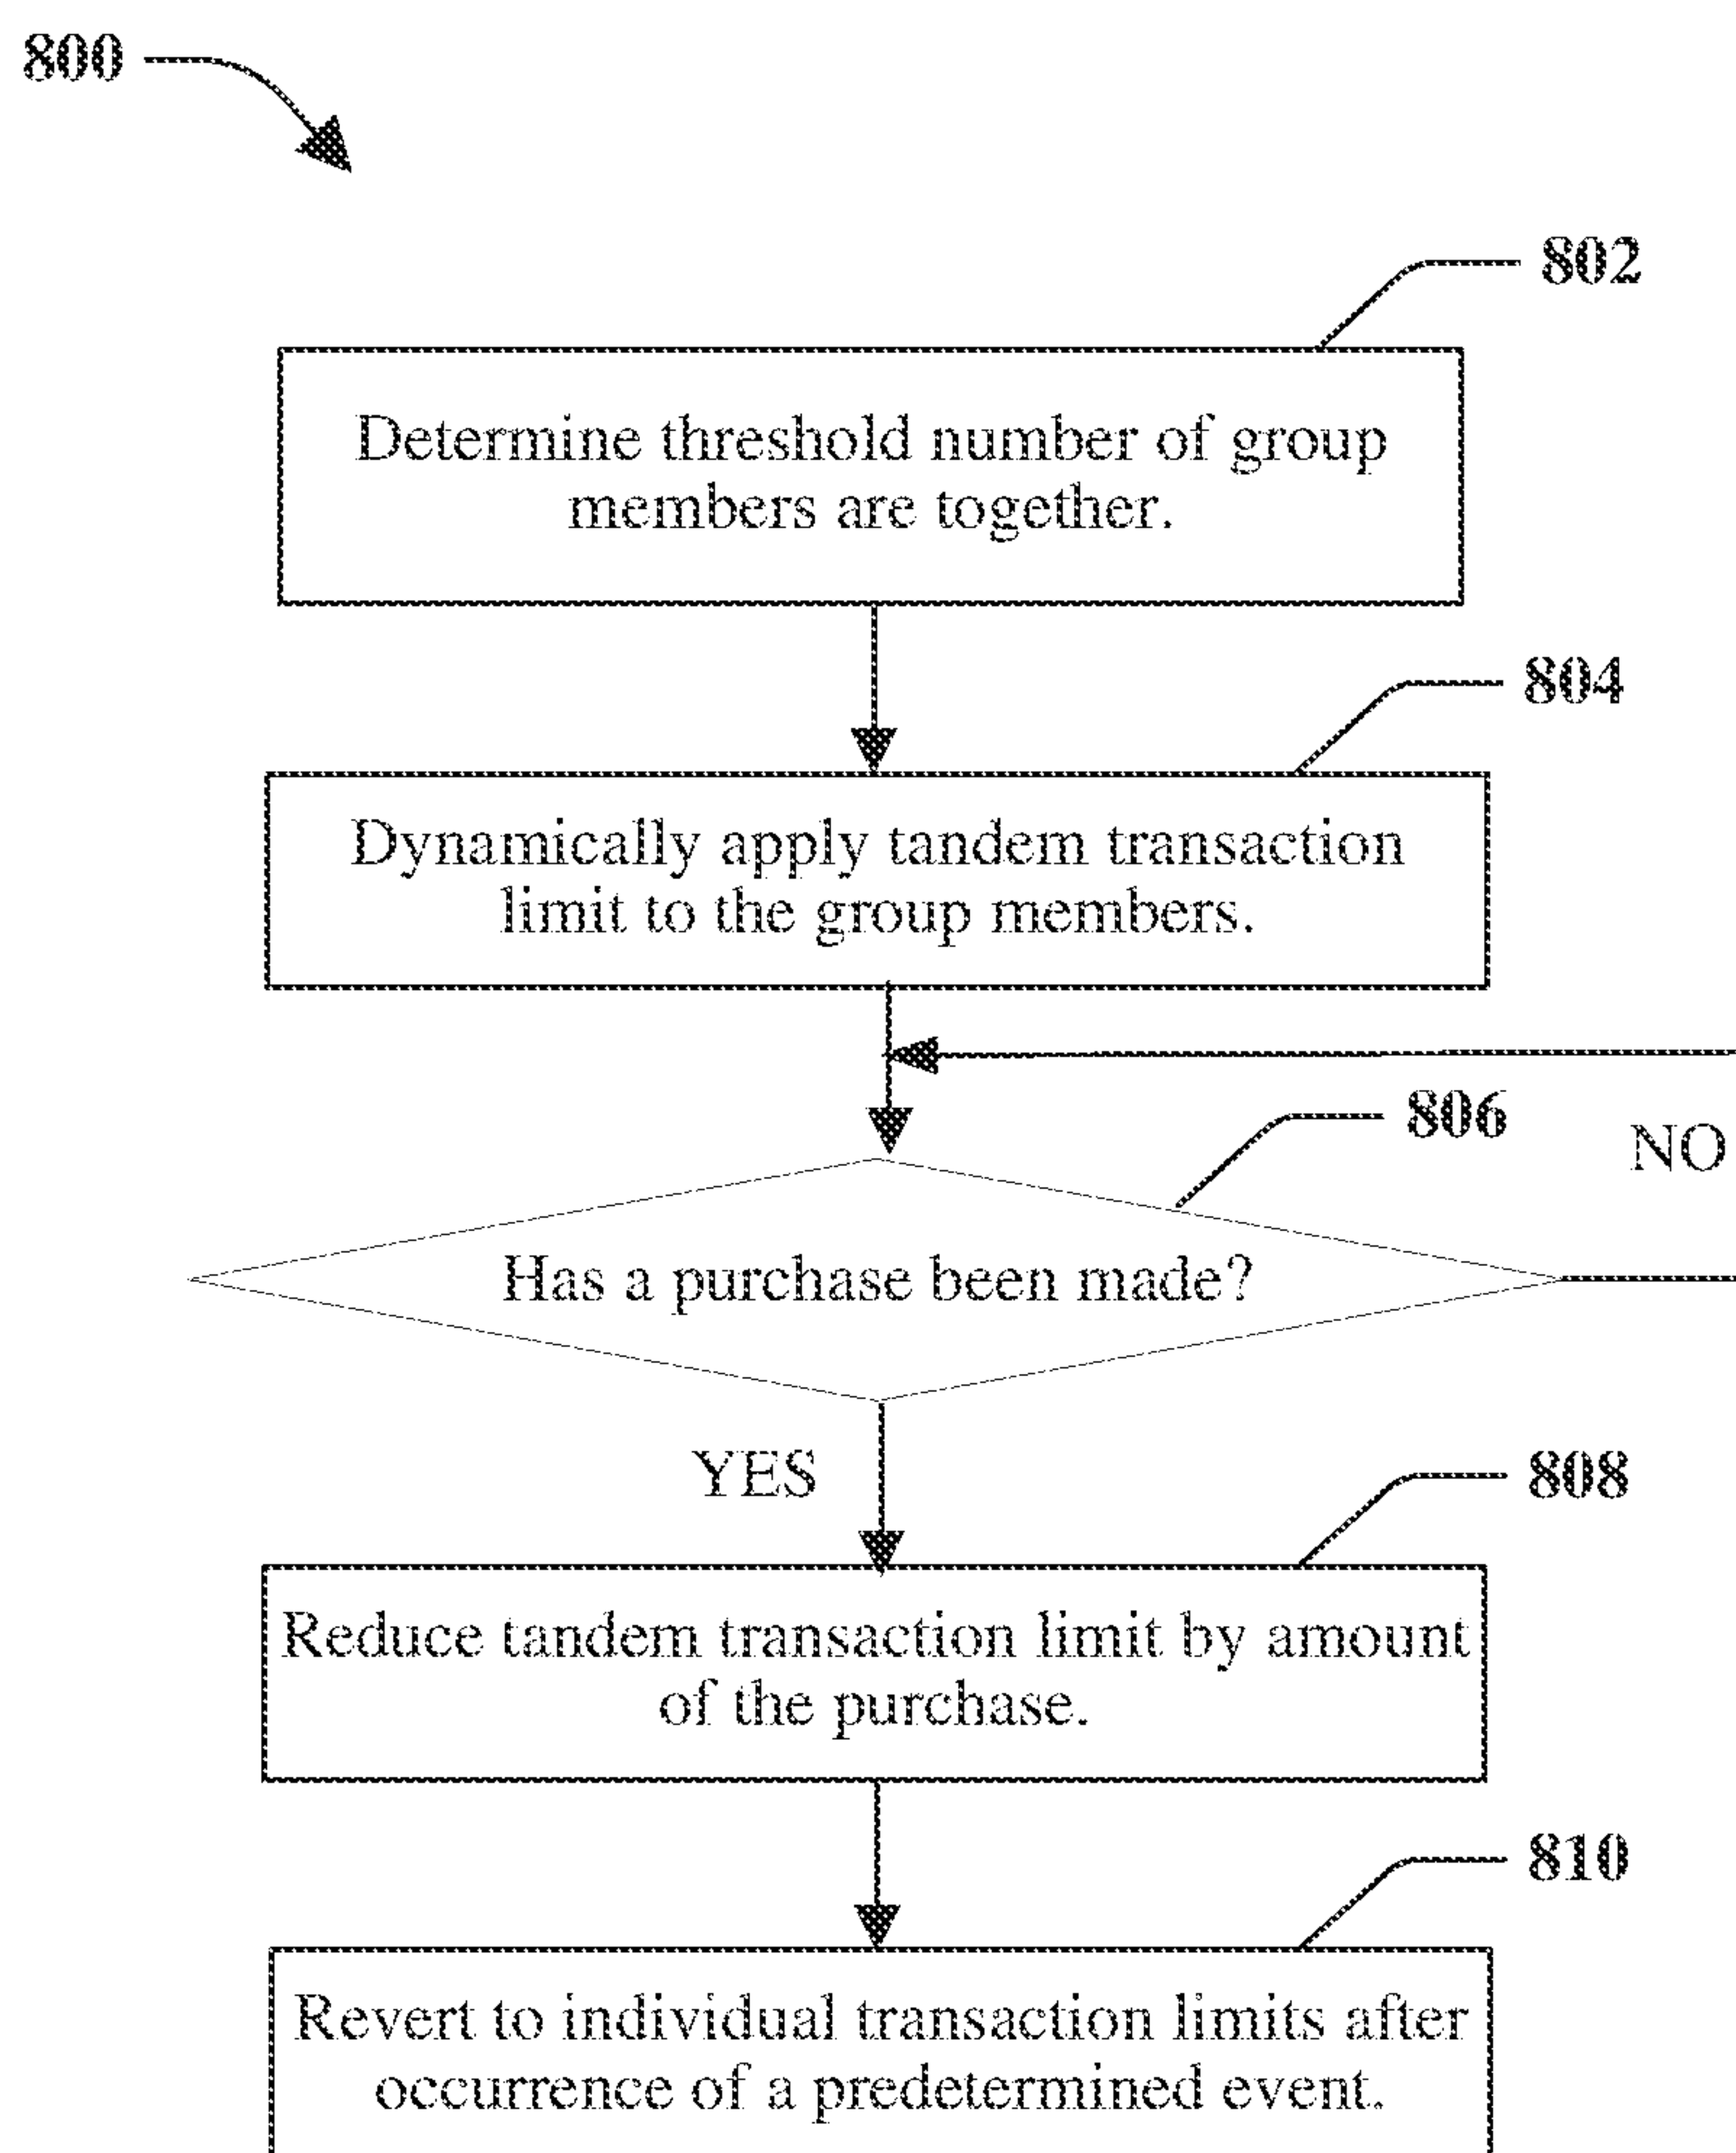 800
802
Determine threshold number of group
members are together.
804
Dynamically apply tandem transaction
limit to the group members.
806
NO
Has a purchase been made?
YES
808
Reduce tandem transaction limit by amount
of the purchase.
810
Revert to individual transaction limits after
occurrence of a predetermined event.